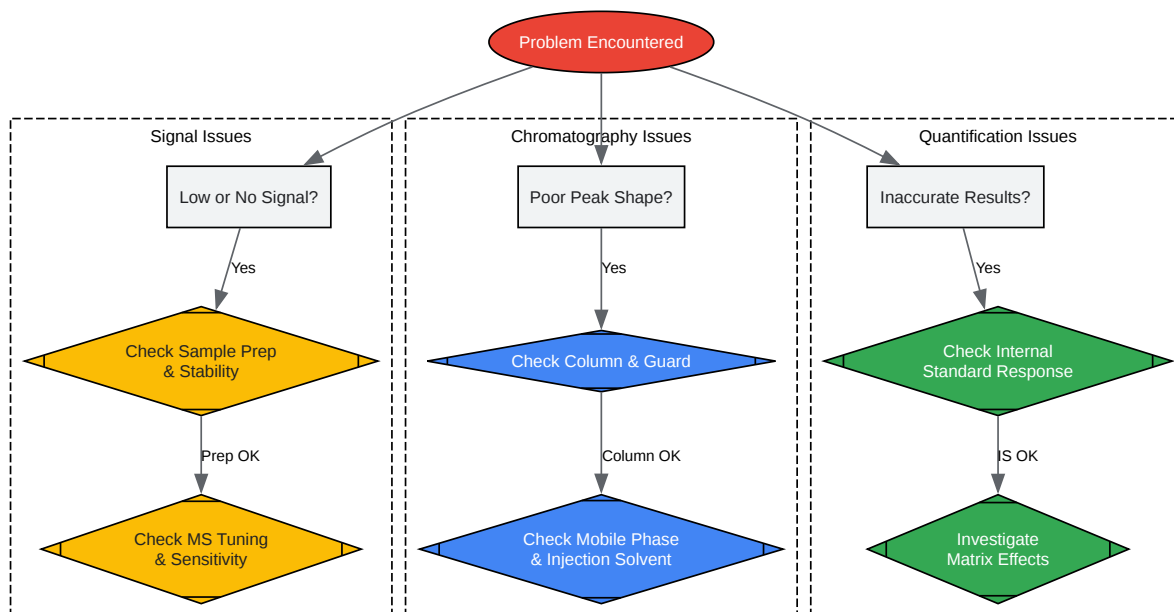 Problem Encountered
Signal Issues
Chromatography Issues
Quantification Issues
Low or No Signal?
Poor Peak Shape?
Inaccurate Results?
Yes
Yes
Yes
Check Sample Prep
& Stability
Check Column & Guard
Check Internal
Standard Response
Prep OK
Column OK
IS OK
Check MS Tuning
& Sensitivity
Check Mobile Phase
& Injection Solvent
Investigate
Matrix Effects